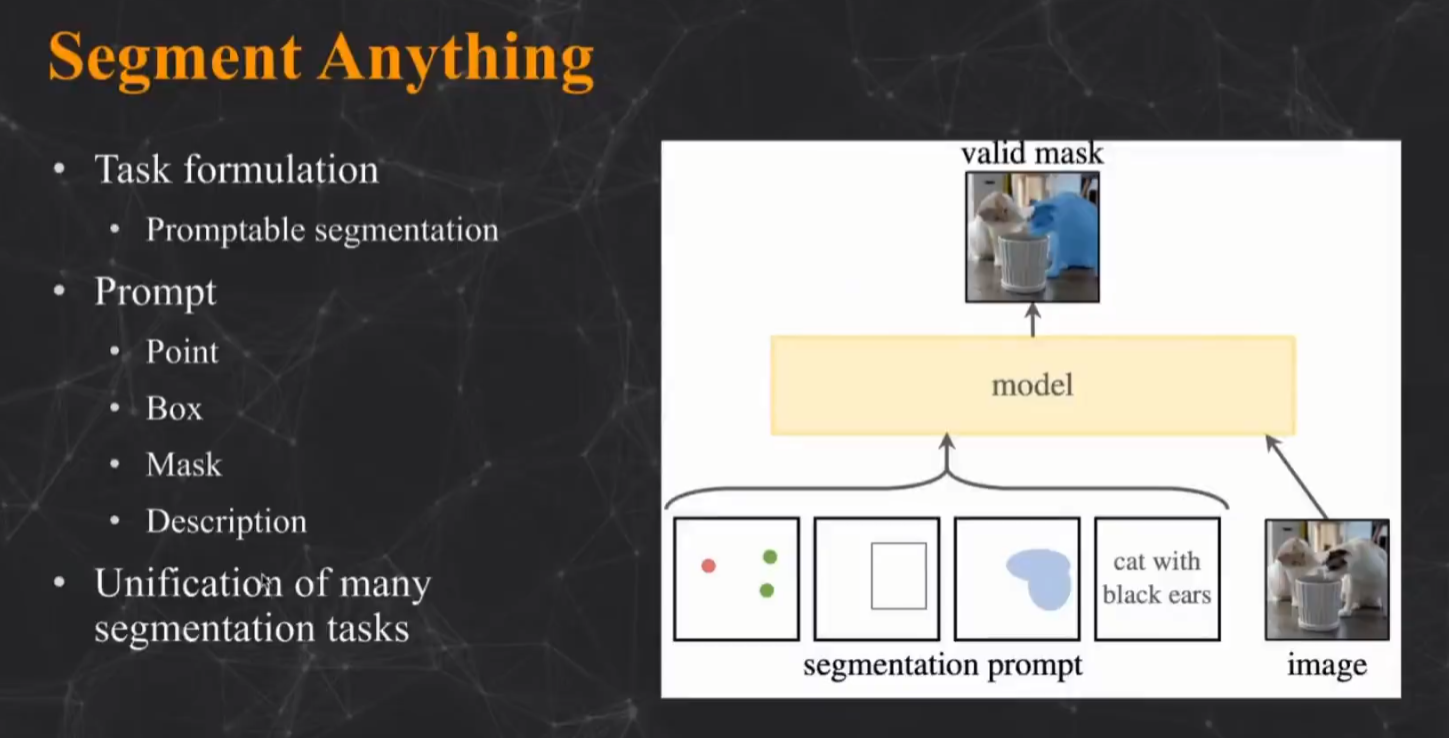 Segment Anything
• Task formulation
• Promptable segmentation
• Prompt
• Point
• Box
• Mask
• Description
• Unification of many
segmentation tasks
valid mask
model
cat with
black ears
segmentation prompt
image